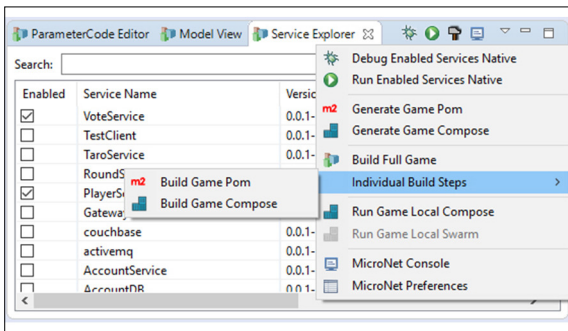 ParameterCode Editor Model View Service Explorer
Search:
Enabled Service Name Versic
VoteService 0.0.1-
TestClient 0.0.1-
TaroService 0.0.1-
RoundS
PlayerSe
Gateway
couchbase 0.0.1-
activemq 0.0.1-
AccountService 0.0.1-
AccountDB 0.0.1-
m2 Build Game Pom
Build Game Compose
Debug Enabled Services Native
Run Enabled Services Native
m2 Generate Game Pom
Generate Game Compose
Build Full Game
Individual Build Steps
Run Game Local Compose
Run Game Local Swarm
MicroNet Console
MicroNet Preferences